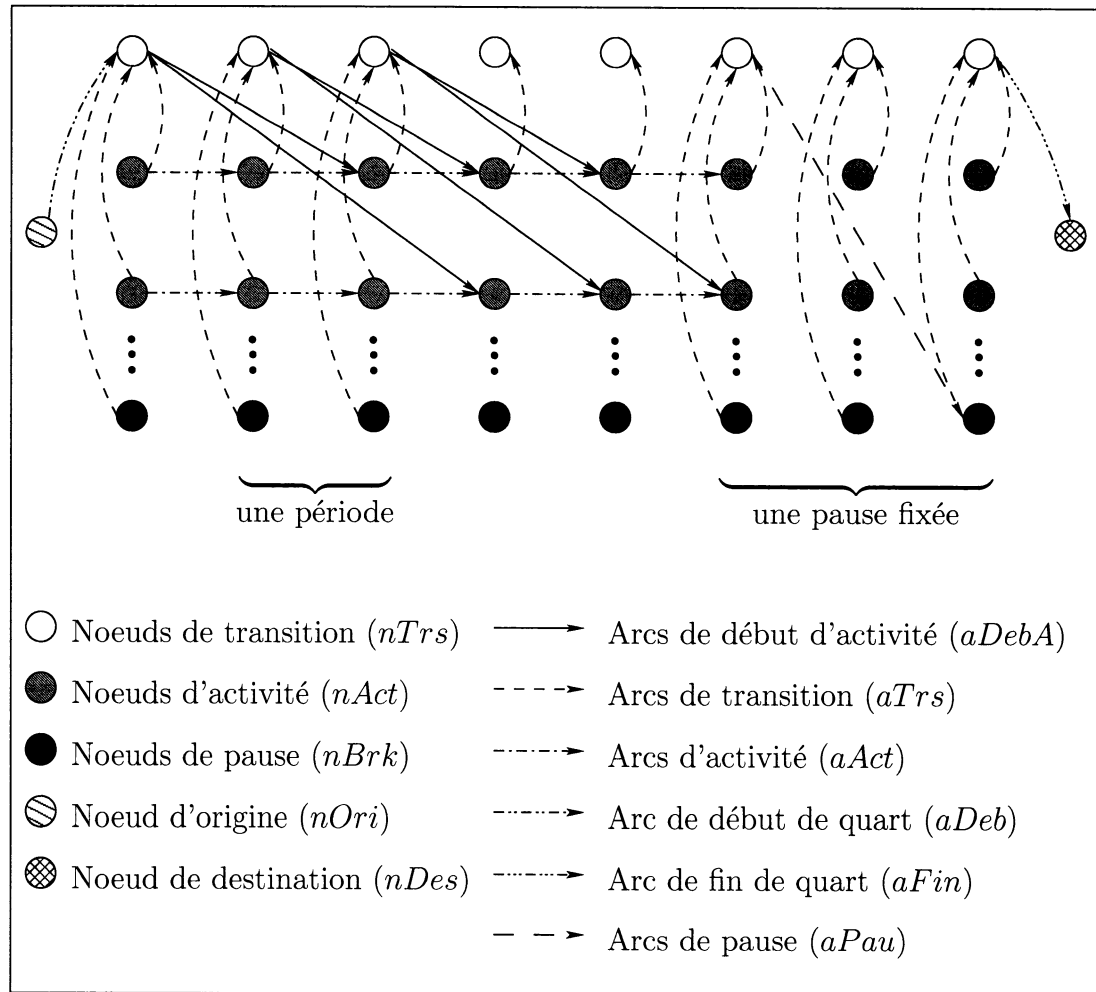 une période
une pause fixée
Noeuds de transition (nTrs)
Arcs de début d'activité (aDebA)
Noeuds d'activité (nAct)
Arcs de transition (aTrs)
Noeuds de pause (nBrk)
Arcs d'activité (aAct)
Noeud d'origine (nOri)
Arc de début de quart (aDeb)
Noeud de destination (nDes)
Arc de fin de quart (aFin)
Arcs de pause (aPau)